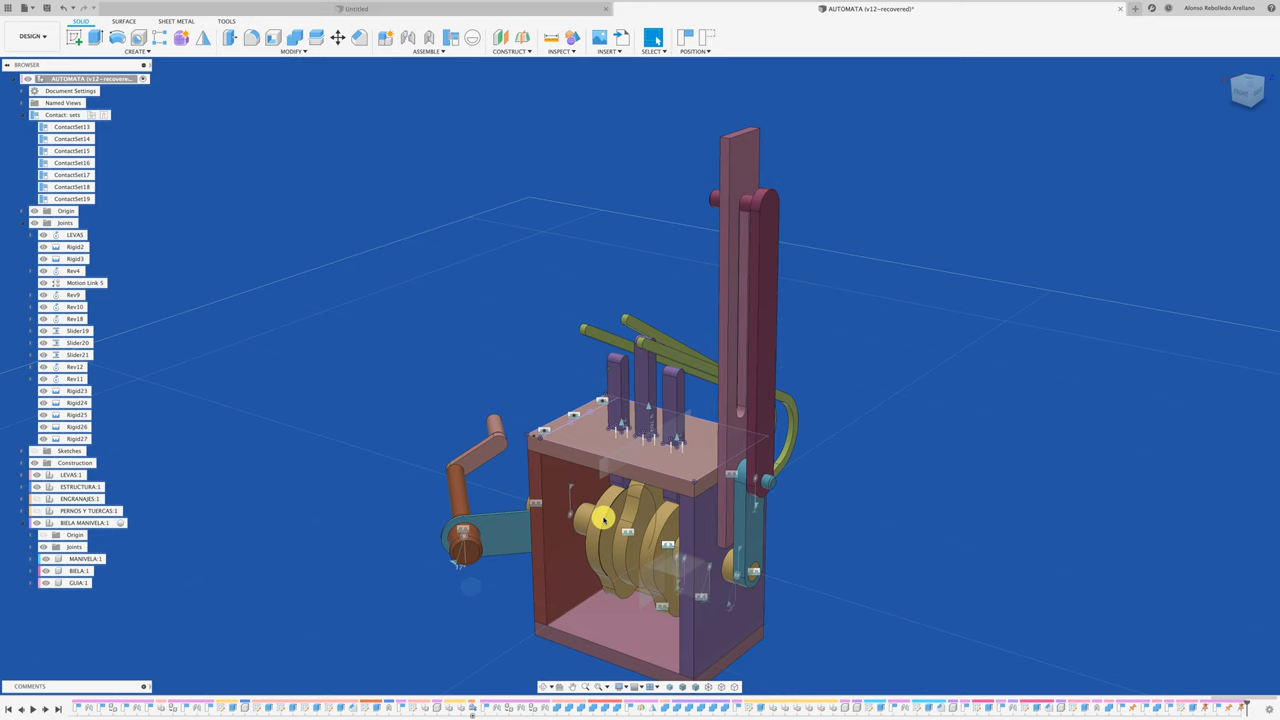 Untitled
AUTOMATA (v12-recovered)*
Alonso Rebolledo Arellano
SOLID
SURFACE
SHEET METAL
TOOLS
DESIGN
CREATE
MODIFY
ASSEMBLE
CONSTRUCT
INSPECT
INSERT
SELECT
POSITION
BROWSER
AUTOMATA (v12-recovere...
Document Settings
Named Views
Contact: sets
ContactSet13
ContactSet14
ContactSet15
ContactSet16
ContactSet17
ContactSet18
ContactSet19
Origin
Joints
LEVAS
Rigid2
Rigid3
Rev4
Motion Link 5
Rev9
Rev10
Rev18
Slider19
Slider20
Slider21
Rev12
Rev11
Rigid23
Rigid24
Rigid25
Rigid26
Rigid27
Sketches
Construction
LEVAS:1
ESTRUCTURA:1
ENGRANAJES:1
PERNOS Y TUERCAS:1
BIELA MANIVELA:1
Origin
Joints
MANIVELA:1
BIELA:1
GUIA:1
COMMENTS